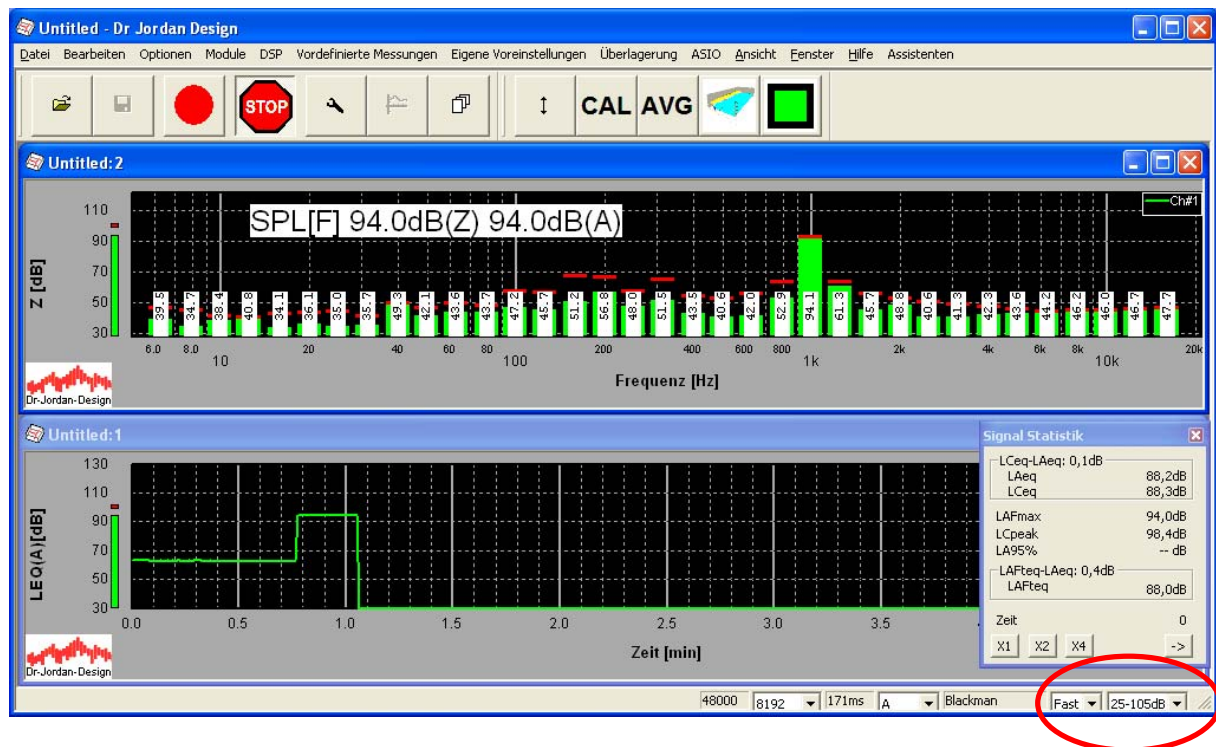 Untitled - Dr Jordan Design
Datei Bearbeiten Optionen Module DSP Vordefinierte Messungen Eigene Voreinstellungen Überlagerung ASIO Ansicht Fenster Hilfe Assistenten
STOP CAL AVG
Untitled:2
SPL[F] 94.0dB(Z) 94.0dB(A)
Ch#1
Z [dB]
110
90
70
50
30
39.5 34.7 38.4 40.8 34.1 36.1 35.0 35.7 49.3 42.1 43.6 43.7 47.2 45.7 51.2 56.8 48.0 51.5 43.5 40.6 42.0 52.9 94.1 61.3 45.7 48.8 40.6 41.3 42.3 43.6 44.2 46.2 46.0 46.7 47.7
6.0 8.0 10 20 40 60 80 100 200 400 600 800 1k 2k 4k 6k 8k 10k 20k
Frequenz [Hz]
Dr-Jordan-Design
Untitled:1
LEQ(A)[dB]
130
110
90
70
50
30
0.0 0.5 1.0 1.5 2.0 2.5 3.0 3.5
Zeit [min]
Dr-Jordan-Design
Signal Statistik
LCeq-LAeq: 0,1dB
LAeq 88,2dB
LCeq 88,3dB
LAFmax 94,0dB
LCpeak 98,4dB
LA95% -- dB
LAFteq-LAeq: 0,4dB
LAFteq 88,0dB
Zeit 0
X1 X2 X4 ->
48000 8192 171ms A Blackman Fast 25-105dB